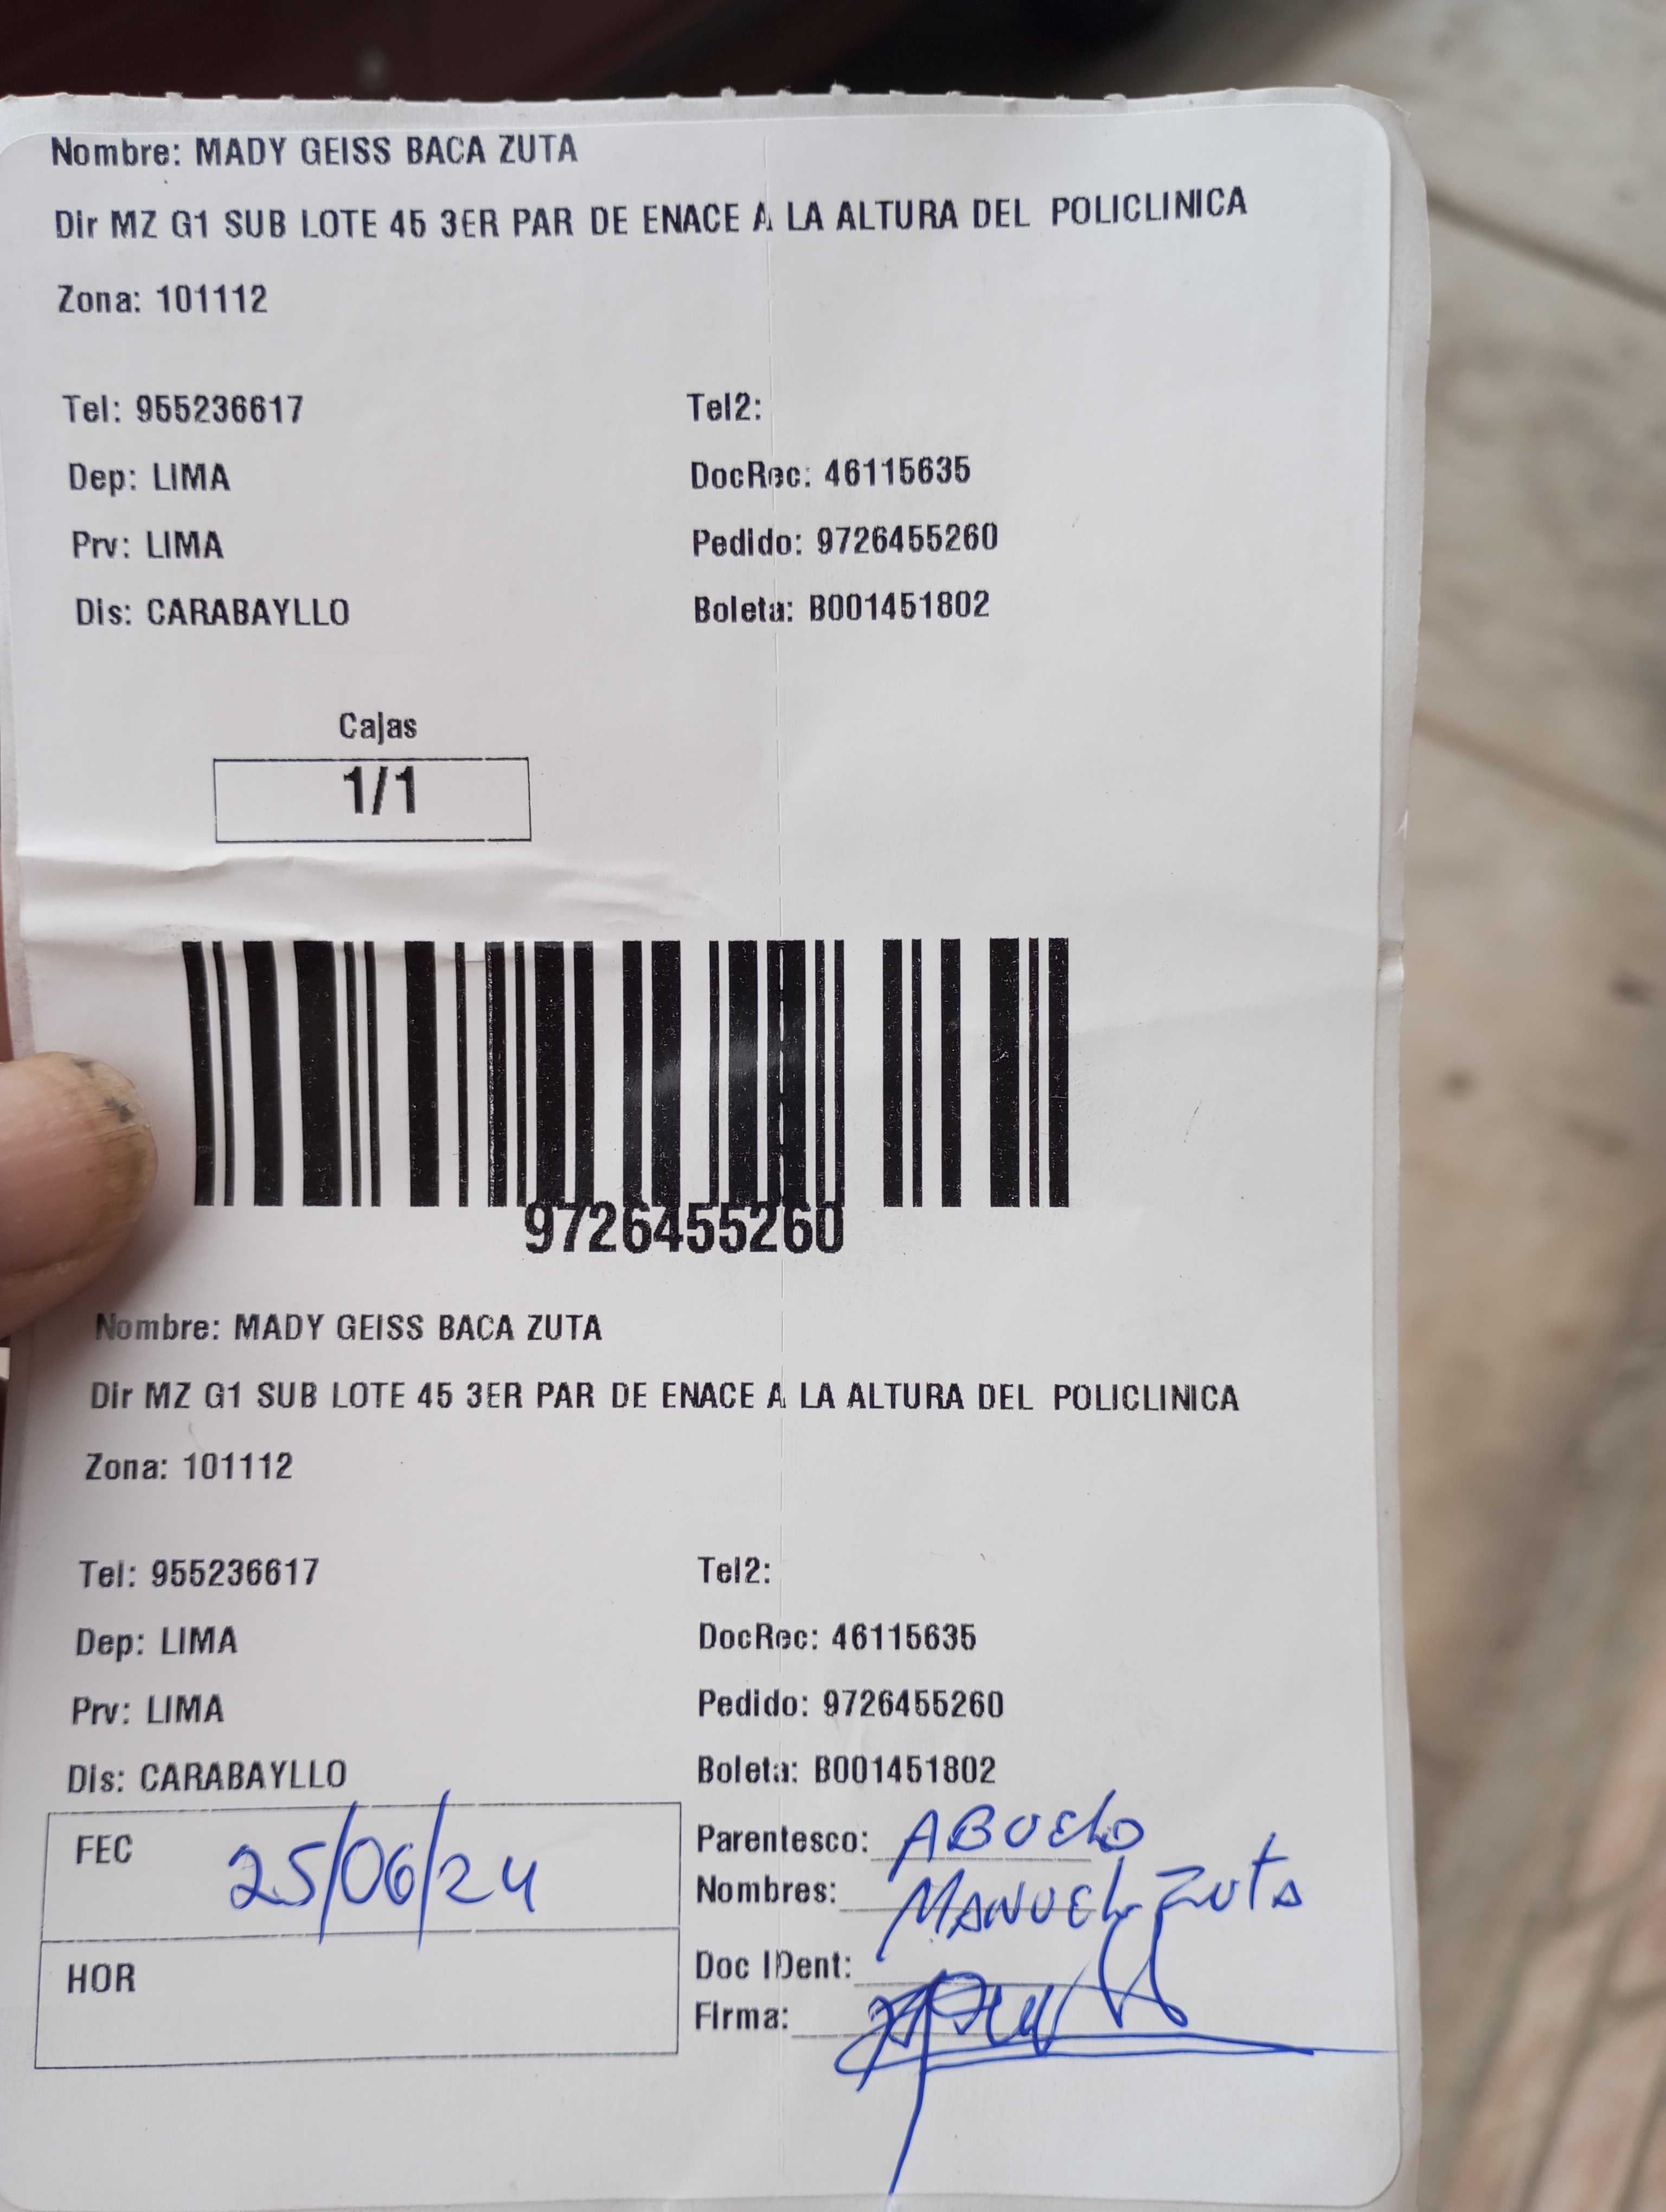 Nombre: MADY GEISS BACA ZUTA
Dir MZ G1 SUB LOTE 45 3ER PAR DE ENACE A LA ALTURA DEL POLICLINICA
Zona: 101112
Tel: 955236617 Tel2:
Dep: LIMA DocRec: 46115635
Prv: LIMA Pedido: 9726455260
Dis: CARABAYLLO Boleta: B001451802
Cajas
1/1
9726455260
Nombre: MADY GEISS BACA ZUTA
Dir MZ G1 SUB LOTE 45 3ER PAR DE ENACE A LA ALTURA DEL POLICLINICA
Zona: 101112
Tel: 955236617 Tel2:
Dep: LIMA DocRec: 46115635
Prv: LIMA Pedido: 9726455260
Dis: CARABAYLLO Boleta: B001451802
FEC 25/06/24
HOR
Parentesco: ABUELO
Nombres: MANUEL ZUTA
Doc IDent:
Firma: